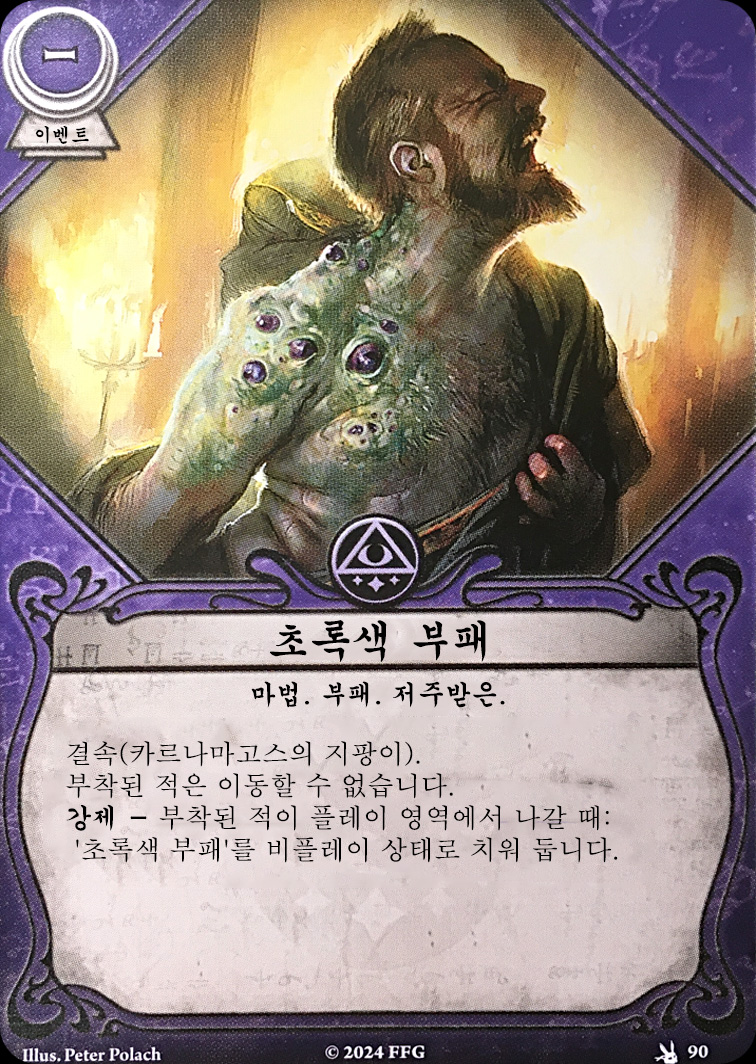 –
이벤트
초록색 부패
마법. 부패. 저주받은.
결속(카르나마고스의 지팡이).
부착된 적은 이동할 수 없습니다.
강제 – 부착된 적이 플레이 영역에서 나갈 때:
'초록색 부패'를 비플레이 상태로 치워 둡니다.
Illus. Peter Polach
© 2024 FFG
90